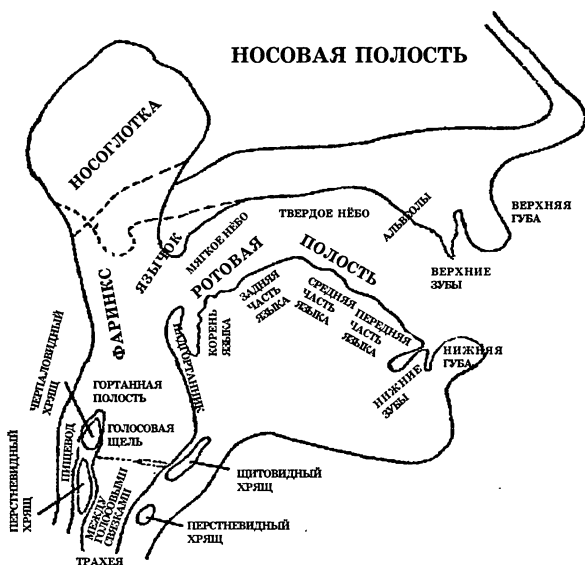 НОСОВАЯ ПОЛОСТЬ
НОСОГЛОТКА
ТВЕРДОЕ НЁБО
АЛЬВЕОЛЫ
ВЕРХНЯЯ
ГУБА
ЯЗЫЧОК
МЯГКОЕ НЁБО
РОТОВАЯ ПОЛОСТЬ
ВЕРХНИЕ
ЗУБЫ
ФАРИНКС
КОРЕНЬ
ЯЗЫКА
ЗАДНЯЯ
ЧАСТЬ
ЯЗЫКА
СРЕДНЯЯ
ЧАСТЬ
ЯЗЫКА
ПЕРЕДНЯЯ
ЧАСТЬ
ЯЗЫКА
НИЖНЯЯ
ГУБА
НИЖНИЕ
ЗУБЫ
НАДГОРТАННИК
ЧЕРПАЛОВИДНЫЙ
ХРЯЩ
ГОРТАННАЯ
ПОЛОСТЬ
ГОЛОСОВАЯ
ЩЕЛЬ
ПИЩЕВОД
ПЕРСТНЕВИДНЫЙ
ХРЯЩ
ЩИТОВИДНЫЙ
ХРЯЩ
МЕЖДУ
ГОЛОСОВЫМИ
СВЯЗКАМИ
ПЕРСТНЕВИДНЫЙ
ХРЯЩ
ТРАХЕЯ